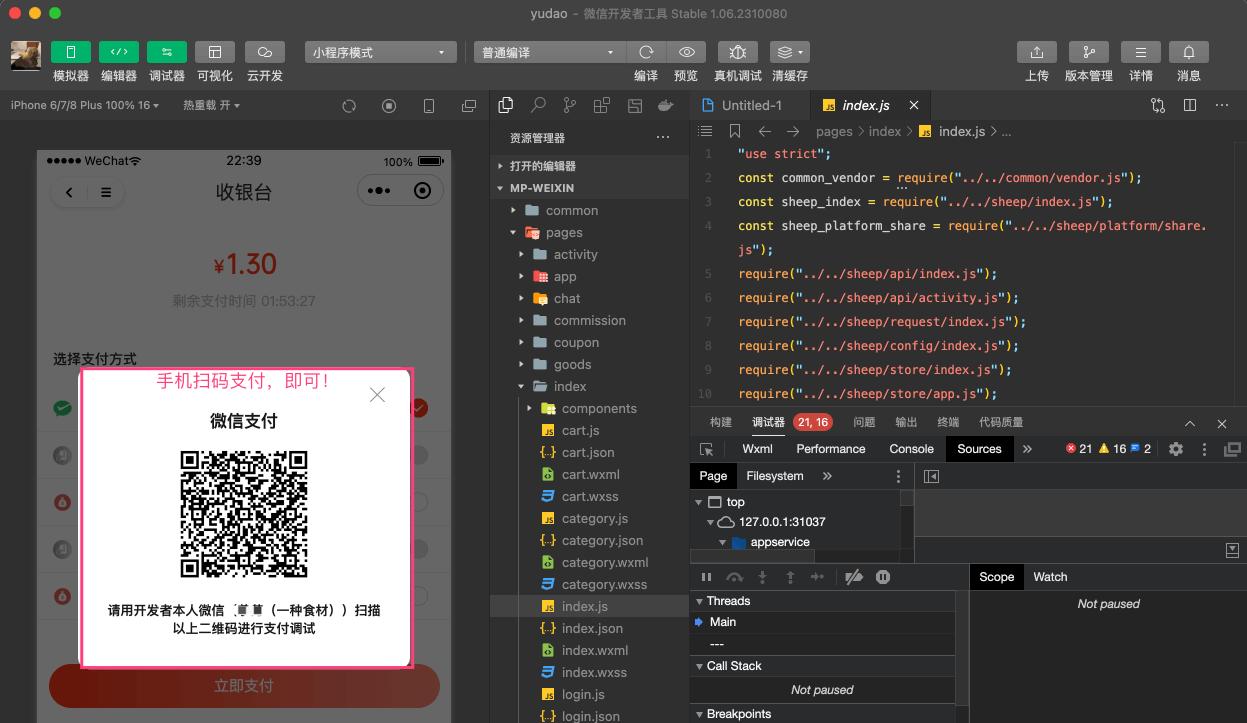 yudao - 微信开发者工具 Stable 1.06.2310080
模拟器 编辑器 调试器 可视化 云开发
小程序模式
普通编译
编译 预览 真机调试 清缓存
上传 版本管理 详情 消息
iPhone 6/7/8 Plus 100% 16
热重载 开
WeChat
22:39
100%
收银台
¥1.30
剩余支付时间 01:53:27
选择支付方式
手机扫码支付，即可！
微信支付
请用开发者本人微信
（一种食材））扫描
以上二维码进行支付调试
立即支付
资源管理器
打开的编辑器
MP-WEIXIN
common
pages
activity
app
chat
commission
coupon
goods
index
components
cart.js
cart.json
cart.wxml
cart.wxss
category.js
category.json
category.wxml
category.wxss
index.js
index.json
index.wxml
index.wxss
login.js
login.json
Untitled-1
index.js
pages > index > index.js > ...
1 "use strict";
2 const common_vendor = require("../../common/vendor.js");
3 const sheep_index = require("../../sheep/index.js");
4 const sheep_platform_share = require("../../sheep/platform/share.
js");
5 require("../../sheep/api/index.js");
6 require("../../sheep/api/activity.js");
7 require("../../sheep/request/index.js");
8 require("../../sheep/config/index.js");
9 require("../../sheep/store/index.js");
10 require("../../sheep/store/app.js");
构建 调试器 21, 16 问题 输出 终端 代码质量
Wxml Performance Console Sources » 21 16 2
Page Filesystem »
top
127.0.0.1:31037
appservice
Threads
Main
---
Call Stack
Not paused
Breakpoints
Scope Watch
Not paused